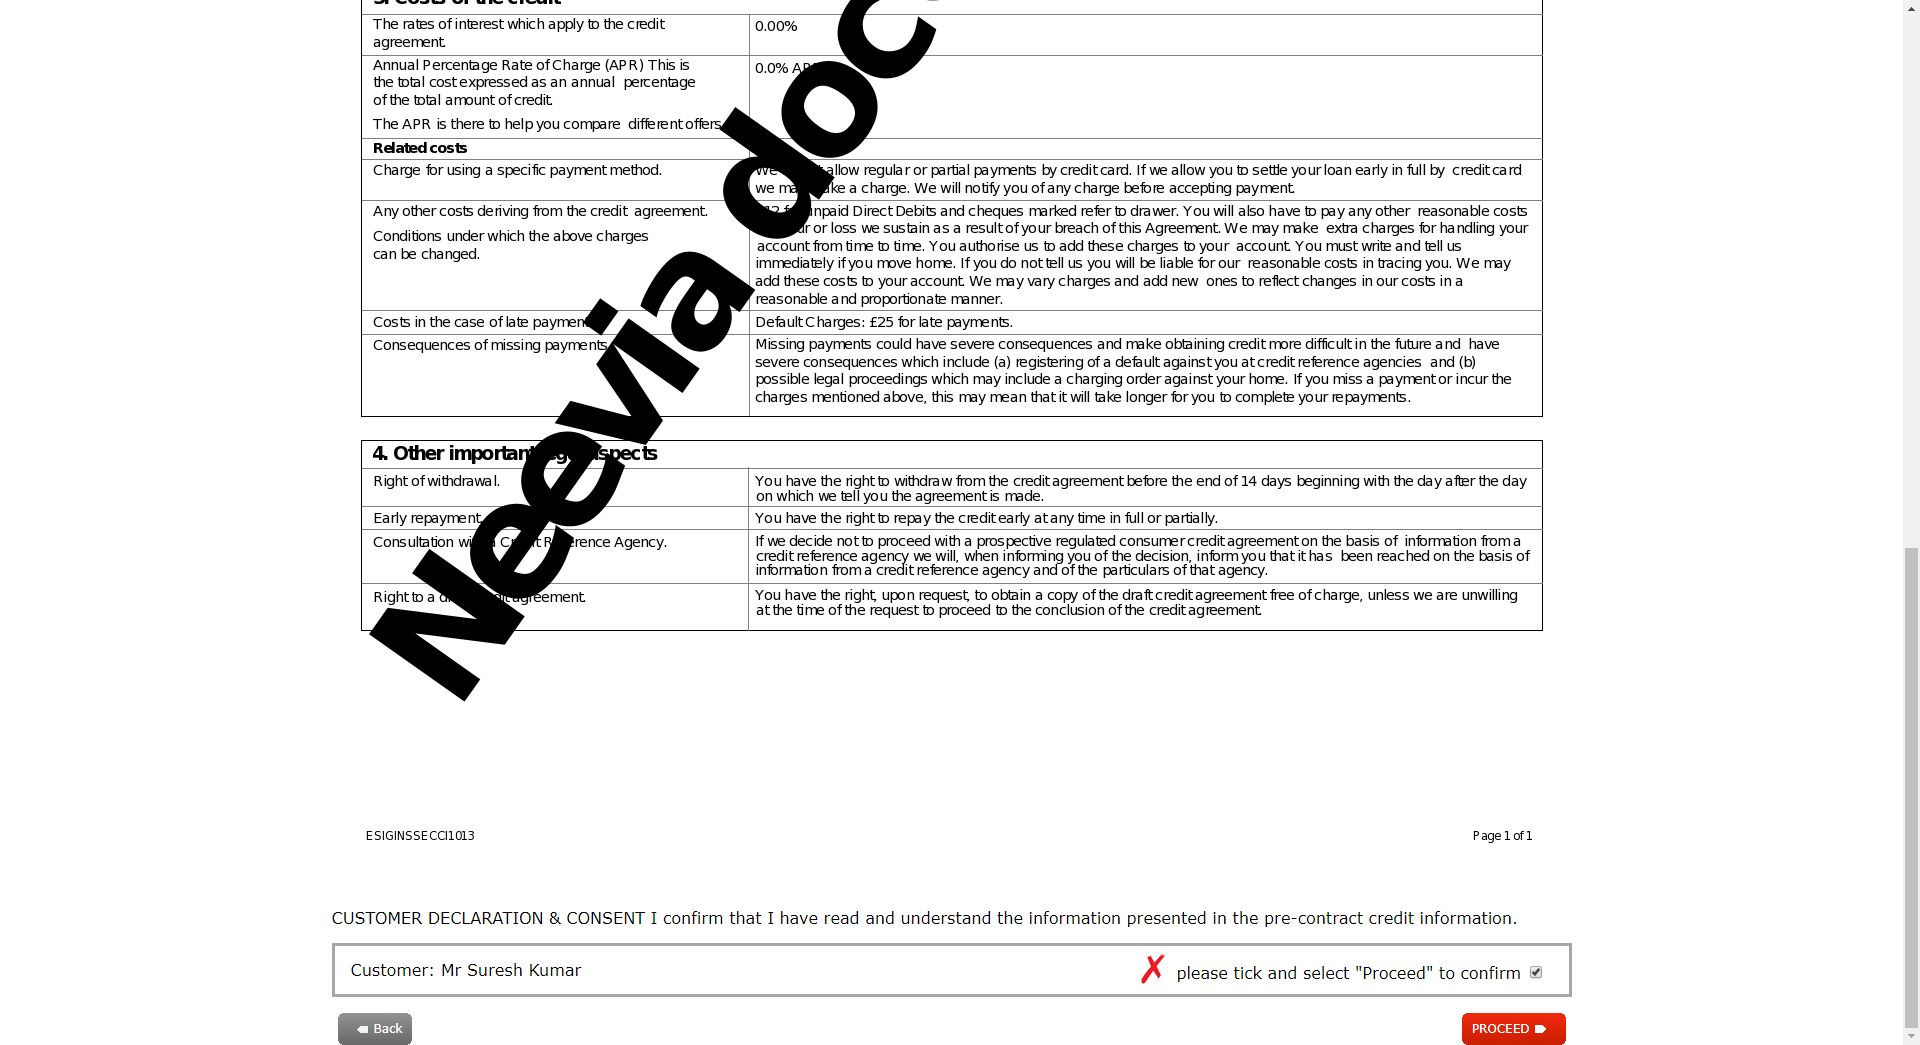 3. Costs of the credit
The rates of interest which apply to the credit
agreement.
0.00%
Annual Percentage Rate of Charge (APR) This is
the total cost expressed as an annual percentage
of the total amount of credit.
The APR is there to help you compare different offers
0.0%
Related costs
Charge for using a specific payment method.
We allow regular or partial payments by credit card. If we allow you to settle your loan early in full by credit card
we a charge. We will notify you of any charge before accepting payment.
Any other costs deriving from the credit agreement.
Conditions under which the above charges
can be changed.
unpaid Direct Debits and cheques marked refer to drawer. You will also have to pay any other reasonable costs
or loss we sustain as a result of your breach of this Agreement. We may make extra charges for handling your
account from time to time. You authorise us to add these charges to your account. You must write and tell us
immediately if you move home. If you do not tell us you will be liable for our reasonable costs in tracing you. We may
add these costs to your account. We may vary charges and add new ones to reflect changes in our costs in a
reasonable and proportionate manner.
Costs in the case of late
Default Charges: £25 for late payments.
Consequences of missing payments
Missing payments could have severe consequences and make obtaining credit more difficult in the future and have
severe consequences which include (a) registering of a default against you at credit reference agencies and (b)
possible legal proceedings which may include a charging order against your home. If you miss a payment or incur the
charges mentioned above, this may mean that it will take longer for you to complete your repayments.
4. Other important aspects
Right of withdrawal.
You have the right to withdraw from the credit agreement before the end of 14 days beginning with the day after the day
on which we tell you the agreement is made.
Early repayment
You have the right to repay the credit early at any time in full or partially.
Consultation a Reference Agency.
If we decide not to proceed with a prospective regulated consumer credit agreement on the basis of information from a
credit reference agency we will, when informing you of the decision, inform you that it has been reached on the basis of
information from a credit reference agency and of the particulars of that agency.
Right to a agreement.
You have the right, upon request, to obtain a copy of the draft credit agreement free of charge, unless we are unwilling
at the time of the request to proceed to the conclusion of the credit agreement.
Neevia doc
ESIGINSSECCI1013
Page 1 of 1
CUSTOMER DECLARATION & CONSENT I confirm that I have read and understand the information presented in the pre-contract credit information.
Customer: Mr Suresh Kumar
please tick and select "Proceed" to confirm
Back
PROCEED